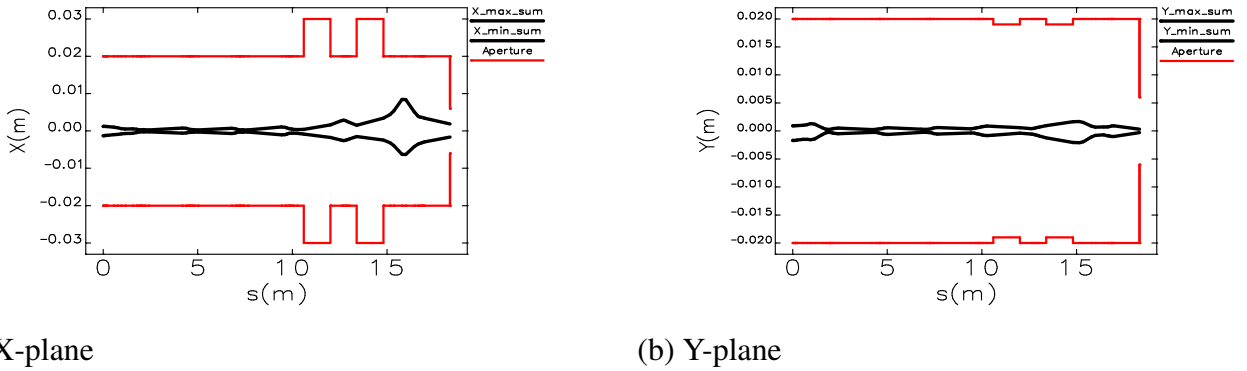 X_max_sum
X_min_sum
Aperture
0.03
0.02
0.01
0.00
-0.01
-0.02
-0.03
X(m)
0 5 10 15
s(m)
X-plane
Y_max_sum
Y_min_sum
Aperture
0.020
0.015
0.010
0.005
0.000
-0.005
-0.010
-0.015
-0.020
Y(m)
0 5 10 15
s(m)
(b) Y-plane